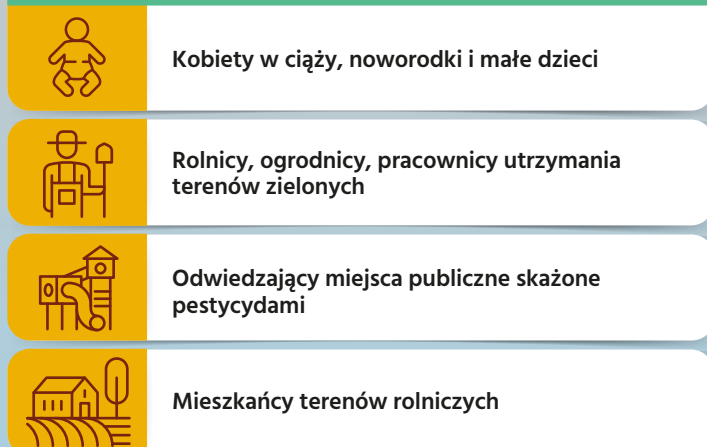 Kobiety w ciąży, noworodki i małe dzieci
Rolnicy, ogrodnicy, pracownicy utrzymania
terenów zielonych
Odwiedzający miejsca publiczne skażone
pestycydami
Mieszkańcy terenów rolniczych